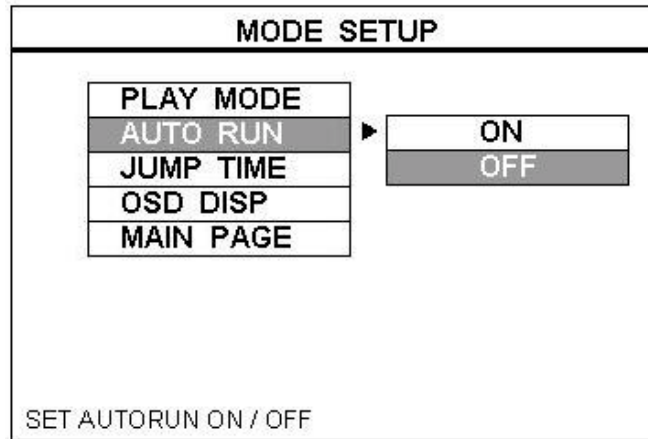 MODE SETUP
PLAY MODE
AUTO RUN
JUMP TIME
OSD DISP
MAIN PAGE
ON
OFF
SET AUTORUN ON / OFF